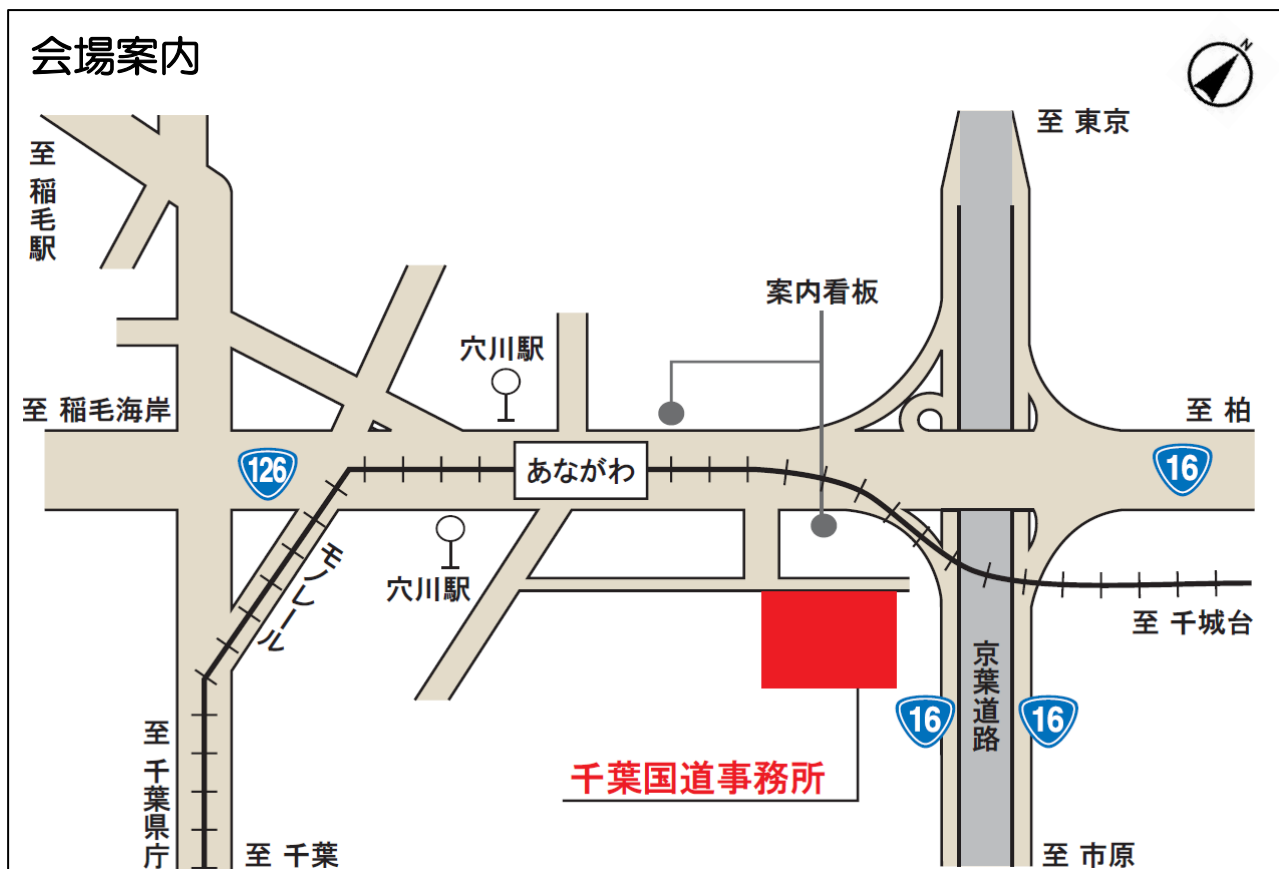 会場案内
N
至 東京
至 稲毛駅
案内看板
穴川駅
至 稲毛海岸
至 柏
126
あながわ
16
モノレール
穴川駅
至 千城台
京葉道路
16
16
千葉国道事務所
至 千葉県庁
至 千葉
至 市原